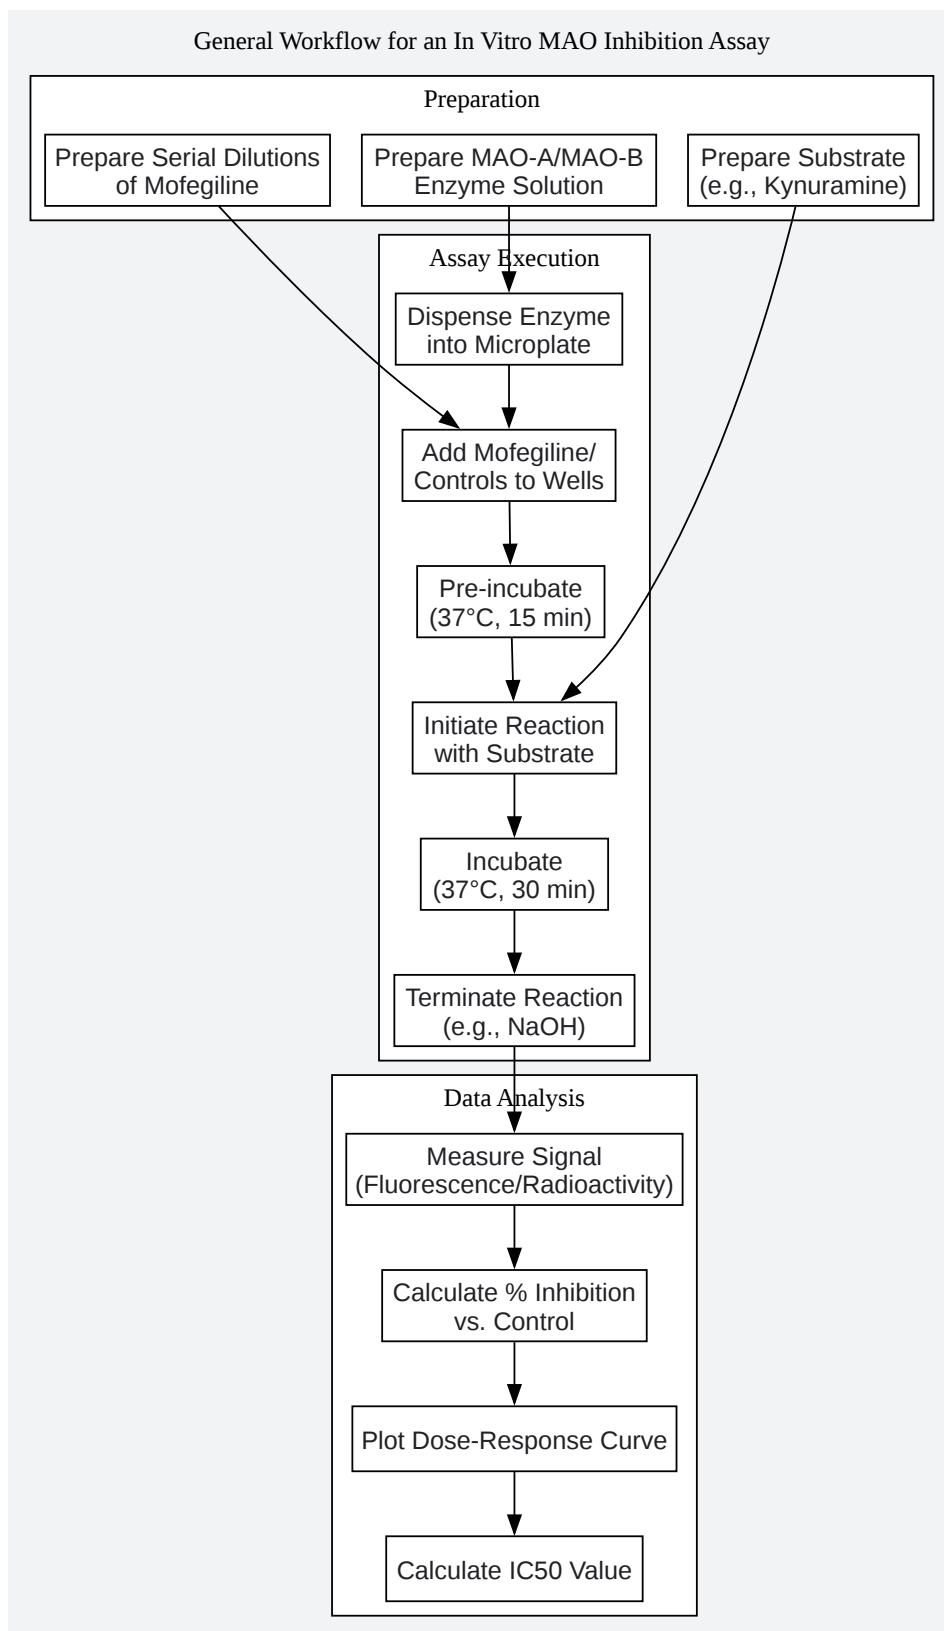 General Workflow for an In Vitro MAO Inhibition Assay
Preparation
Prepare Serial Dilutions
of Mofegiline
Prepare MAO-A/MAO-B
Enzyme Solution
Prepare Substrate
(e.g., Kynuramine)
Assay Execution
Dispense Enzyme
into Microplate
Add Mofegiline/
Controls to Wells
Pre-incubate
(37°C, 15 min)
Initiate Reaction
with Substrate
Incubate
(37°C, 30 min)
Terminate Reaction
(e.g., NaOH)
Data Analysis
Measure Signal
(Fluorescence/Radioactivity)
Calculate % Inhibition
vs. Control
Plot Dose-Response Curve
Calculate IC50 Value